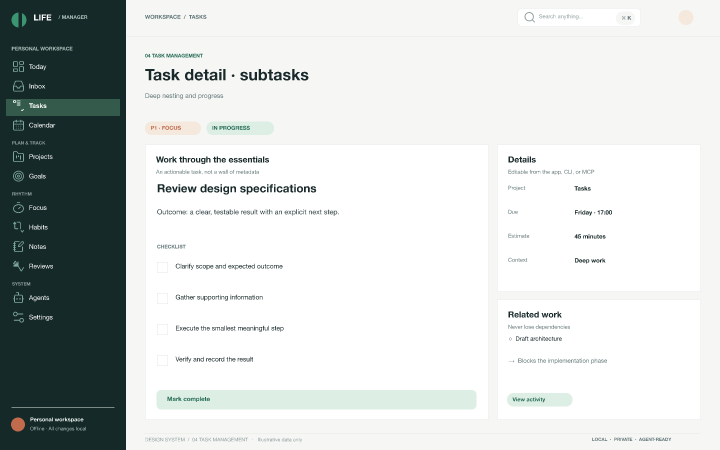 LIFE / MANAGER
PERSONAL WORKSPACE
Today
Inbox
Tasks
Calendar
PLAN & TRACK
Projects
Goals
RHYTHM
Focus
Habits
Notes
Reviews
SYSTEM
Agents
Settings
Personal workspace
Offline · All changes local
WORKSPACE / TASKS
Search anything...
⌘ K
04 TASK MANAGEMENT
Task detail · subtasks
Deep nesting and progress
P1 · FOCUS
IN PROGRESS
Work through the essentials
An actionable task, not a wall of metadata
Review design specifications
Outcome: a clear, testable result with an explicit next step.
CHECKLIST
Clarify scope and expected outcome
Gather supporting information
Execute the smallest meaningful step
Verify and record the result
Mark complete
Details
Editable from the app, CLI, or MCP
Project Tasks
Due Friday · 17:00
Estimate 45 minutes
Context Deep work
Related work
Never lose dependencies
○ Draft architecture
→ Blocks the implementation phase
View activity
DESIGN SYSTEM / 04 TASK MANAGEMENT · Illustrative data only
LOCAL • PRIVATE • AGENT-READY